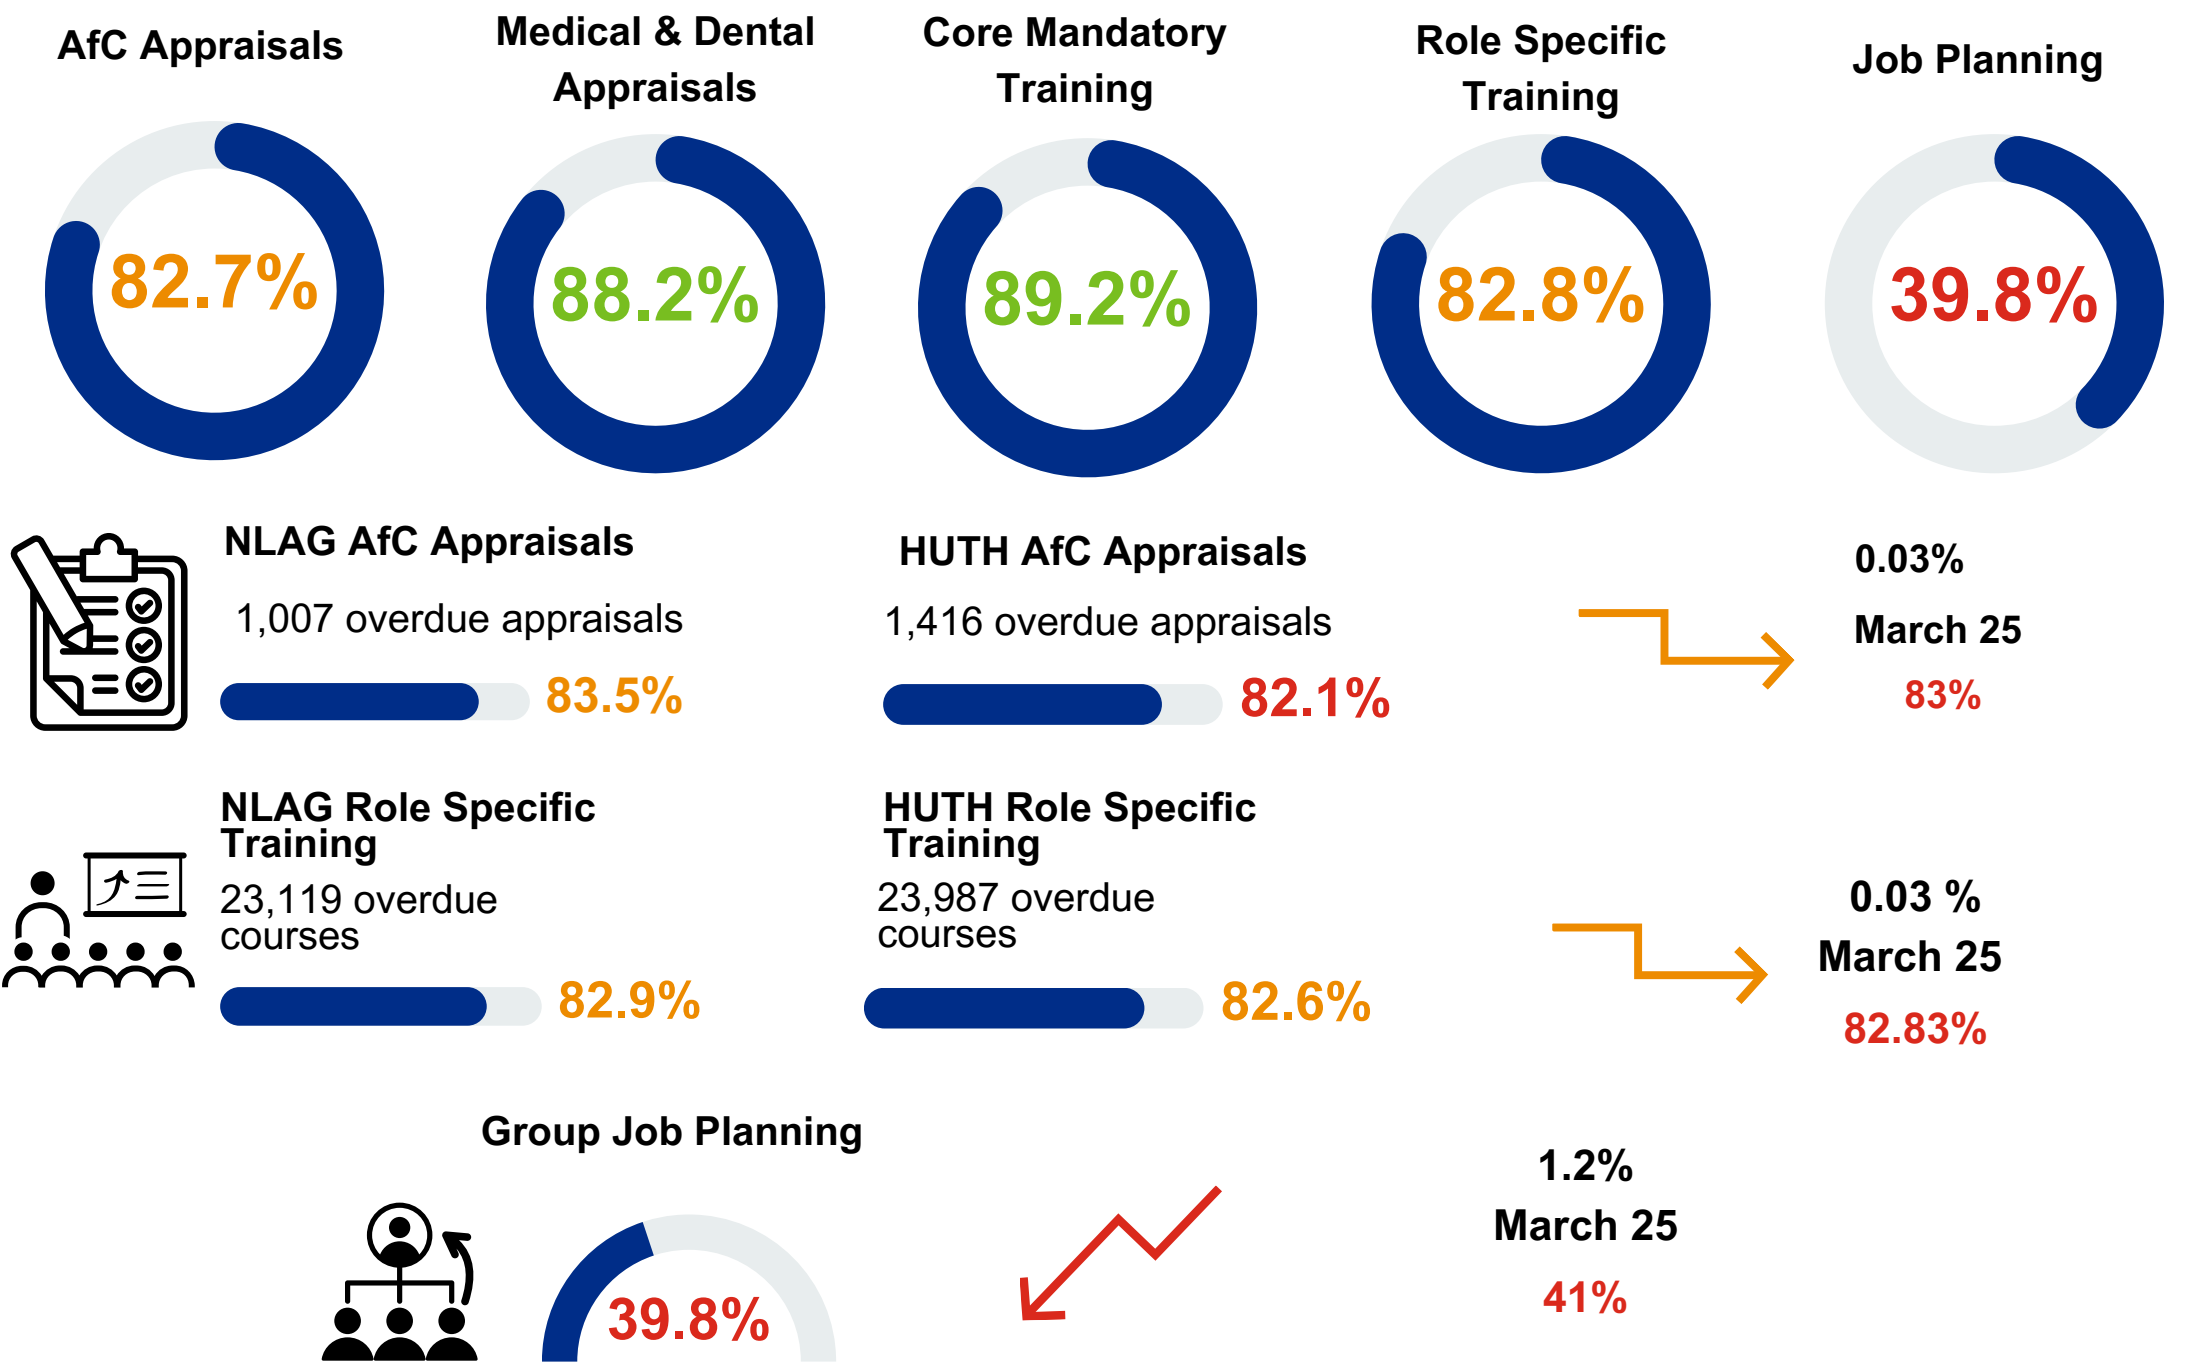 AfC Appraisals
Medical & Dental
Appraisals
Core Mandatory
Training
Role Specific
Training
Job Planning
82.7%
88.2%
89.2%
82.8%
39.8%
NLAG AfC Appraisals
1,007 overdue appraisals
83.5%
HUTH AfC Appraisals
1,416 overdue appraisals
82.1%
0.03%
March 25
83%
NLAG Role Specific
Training
23,119 overdue
courses
82.9%
HUTH Role Specific
Training
23,987 overdue
courses
82.6%
0.03 %
March 25
82.83%
Group Job Planning
39.8%
1.2%
March 25
41%